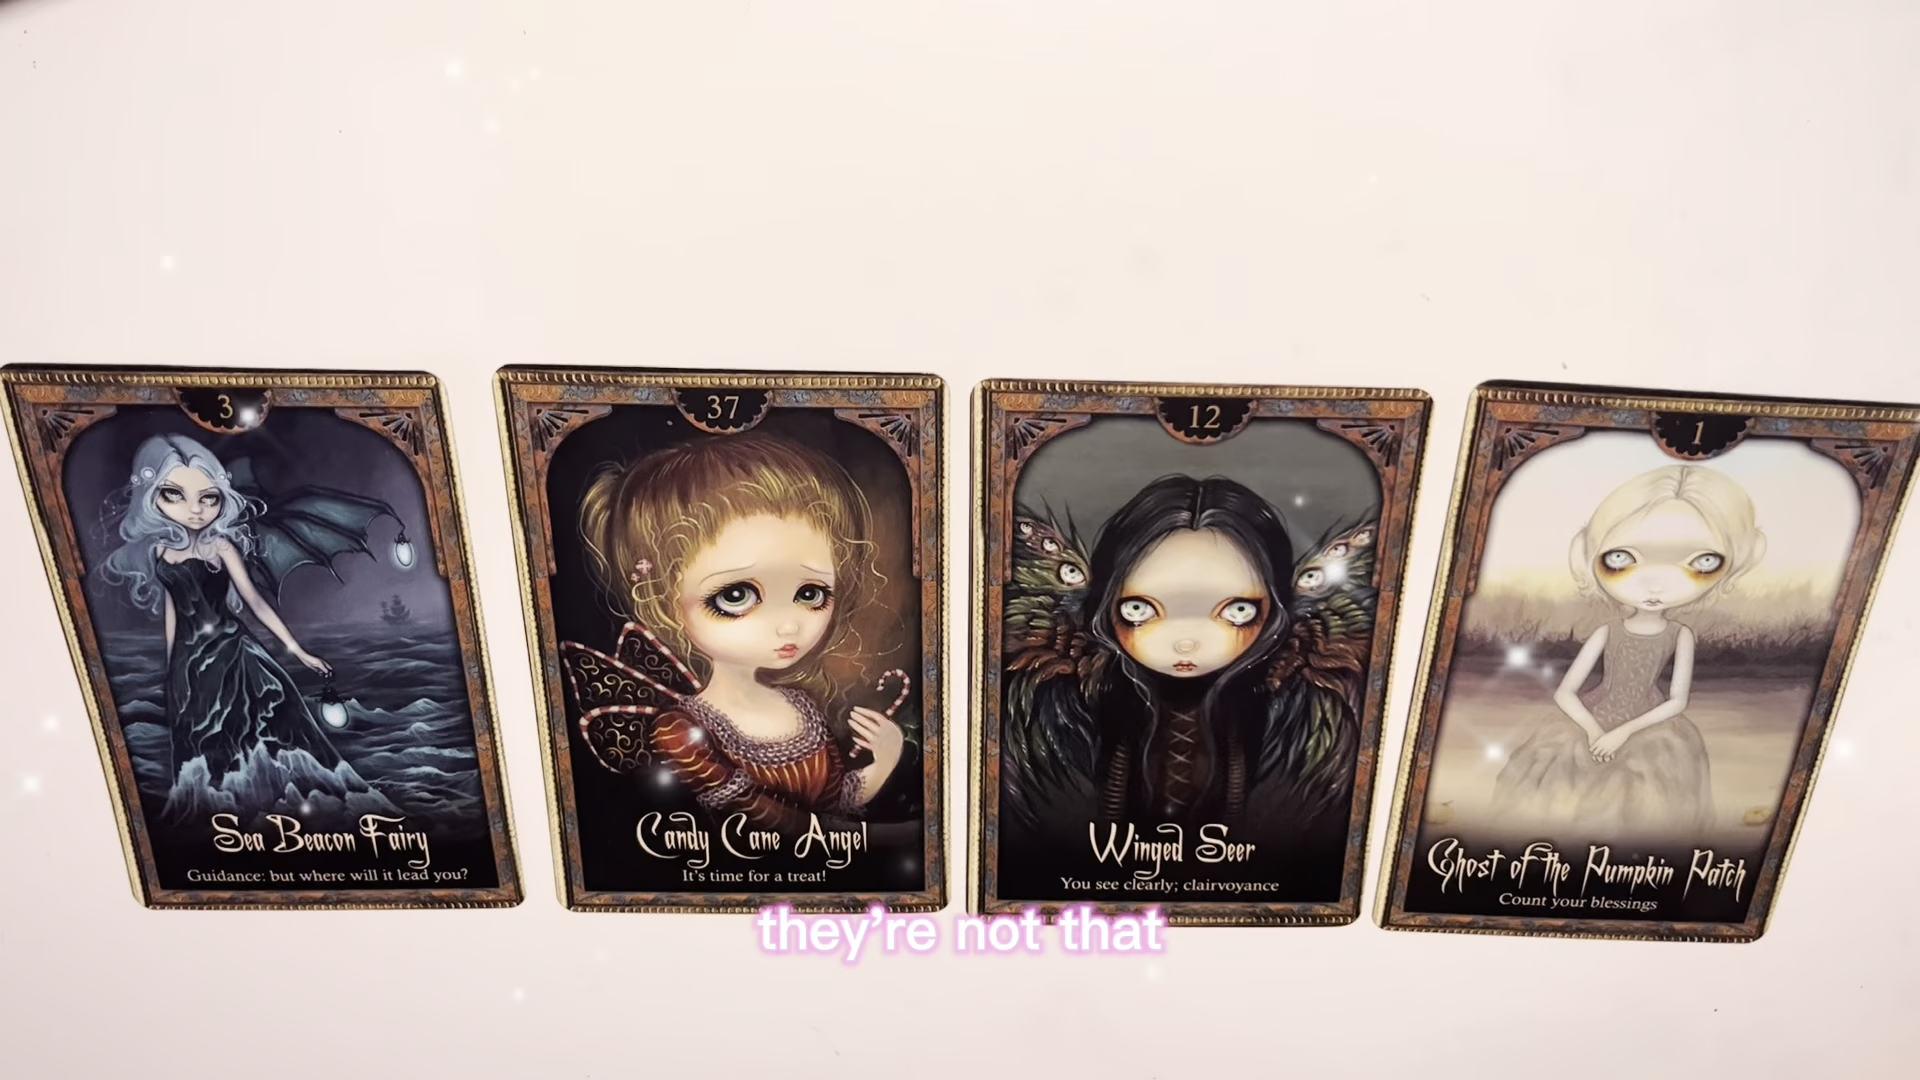 3
Sea Beacon Fairy
Guidance: but where will it lead you?
37
Candy Cane Angel
It's time for a treat!
12
Winged Seer
You see clearly; clairvoyance
1
Ghost of the Pumpkin Patch
Count your blessings
they're not that